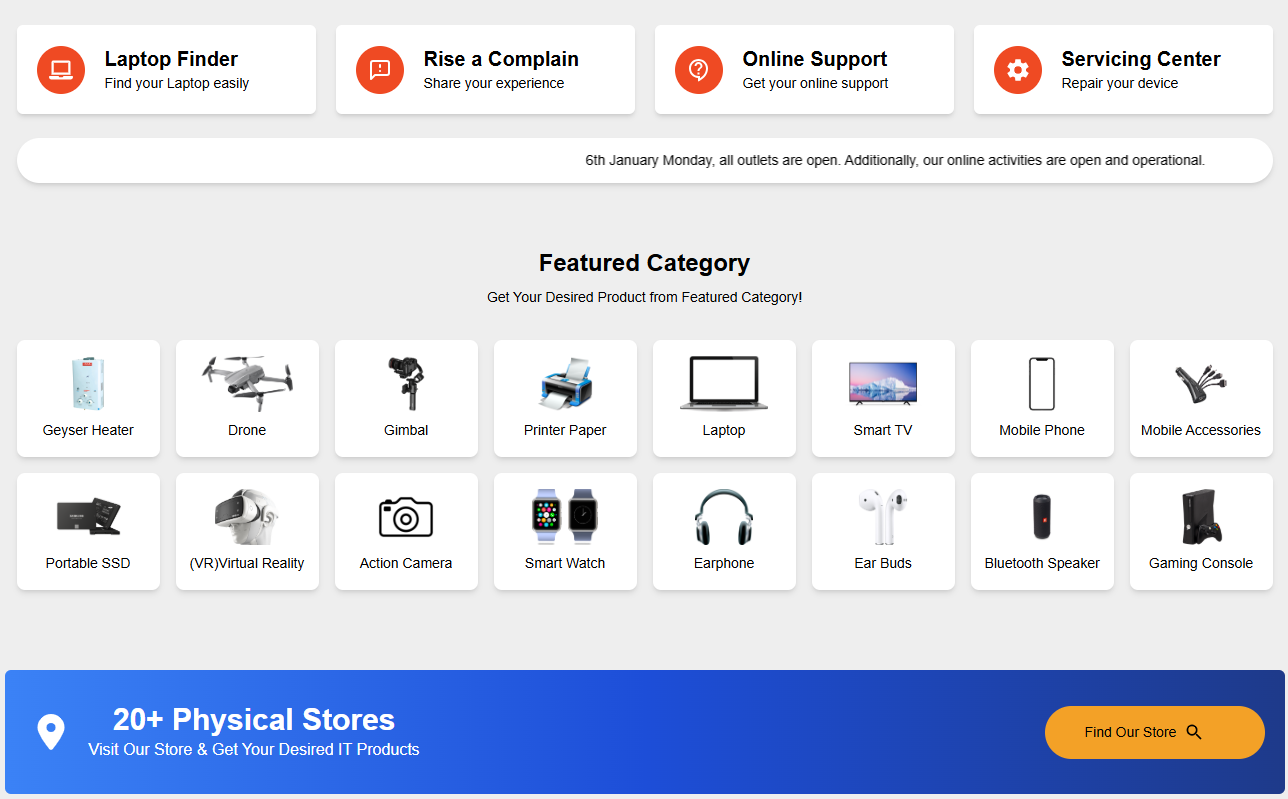 Laptop Finder
Find your Laptop easily
Rise a Complain
Share your experience
Online Support
Get your online support
Servicing Center
Repair your device
6th January Monday, all outlets are open. Additionally, our online activities are open and operational.
Featured Category
Get Your Desired Product from Featured Category!
Geyser Heater
Drone
Gimbal
Printer Paper
Laptop
Smart TV
Mobile Phone
Mobile Accessories
Portable SSD
(VR)Virtual Reality
Action Camera
Smart Watch
Earphone
Ear Buds
Bluetooth Speaker
Gaming Console
20+ Physical Stores
Visit Our Store & Get Your Desired IT Products
Find Our Store